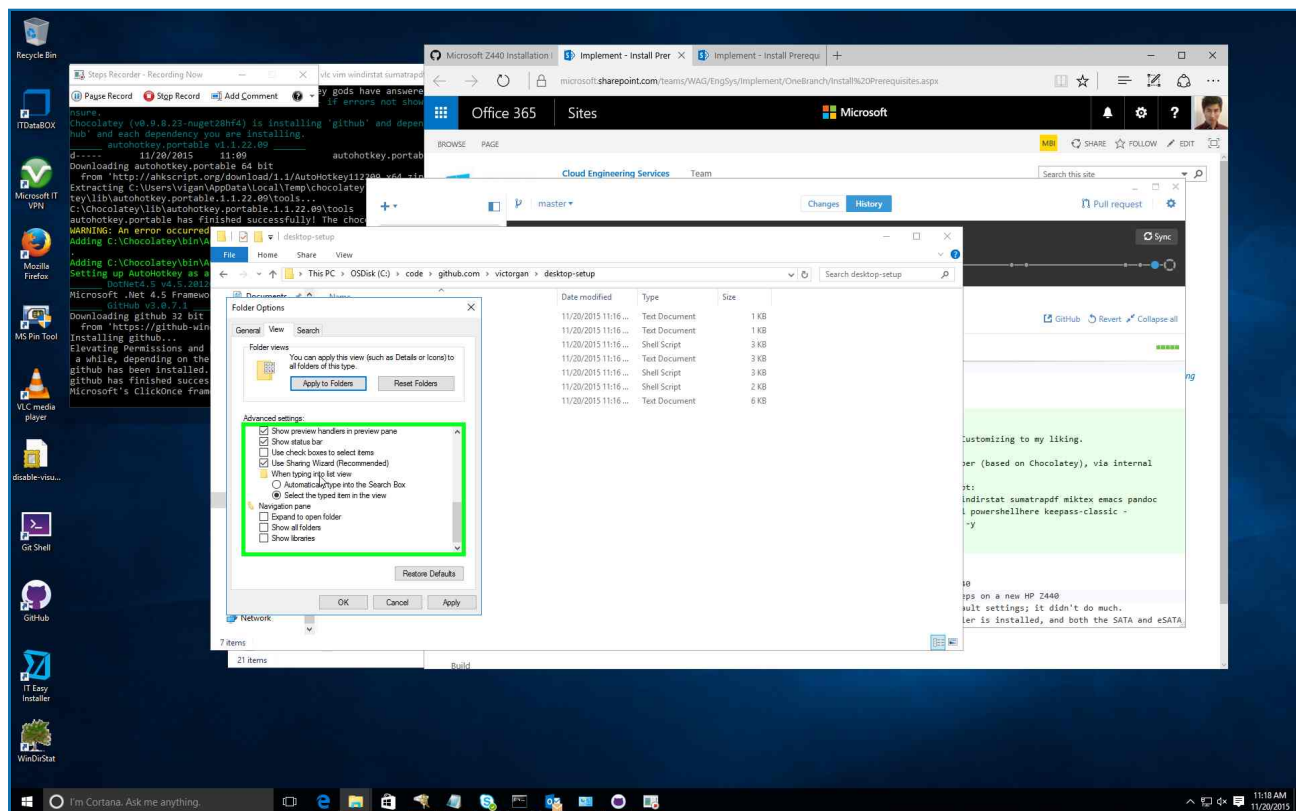 Recycle Bin
ITDataBOX
Microsoft IT
VPN
Mozilla
Firefox
MS Pin Tool
VLC media
player
disable-visu...
Git Shell
GitHub
IT Easy
Installer
WinDirStat
Steps Recorder - Recording Now
Pause Record
Stop Record
Add Comment
vlc vim windirstat sumatrapd
ey gods have answere
if errors not show
nsure.
Chocolatey (v0.9.8.23-nuget28hf4) is installing 'github' and depen
hub' and each dependency you are installing.
autohotkey.portable v1.1.22.09
d----- 11/20/2015 11:09 autohotkey.portab
Downloading autohotkey.portable 64 bit
from 'http://ahkscript.org/download/1.1/AutoHotkey112209_x64.zip
Extracting C:\Users\vigan\AppData\Local\Temp\chocolatey
tey\lib\autohotkey.portable.1.1.22.09\tools...
C:\Chocolatey\lib\autohotkey.portable.1.1.22.09\tools
autohotkey.portable has finished successfully! The choc
WARNING: An error occurred
Adding C:\Chocolatey\bin\A
.
Adding C:\Chocolatey\bin\A
Setting up AutoHotkey as a
DotNet4.5 v4.5.2012
Microsoft .Net 4.5 Framewo
GitHub v3.0.7.1
Downloading github 32 bit
from 'https://github-win
Installing github...
Elevating Permissions and
a while, depending on the
github has been installed.
github has finished succes
Microsoft's ClickOnce fram
Microsoft Z440 Installation
Implement - Install Prer
Implement - Install Prerequ
microsoft.sharepoint.com/teams/WAG/EngSys/Implement/OneBranch/Install%20Prerequisites.aspx
Office 365
Sites
Microsoft
BROWSE
PAGE
MBI
SHARE
FOLLOW
EDIT
Cloud Engineering Services
Team
Search this site
master
Changes
History
Pull request
Sync
GitHub
Revert
Collapse all
ng
Customizing to my liking.
er (based on Chocolatey), via internal
pt:
indirstat sumatrapdf miktex emacs pandoc
powershellhere keepass-classic -
-y
40
eps on a new HP Z440
ault settings; it didn't do much.
ler is installed, and both the SATA and eSATA
Build
desktop-setup
File
Home
Share
View
This PC > OSDisk (C:) > code > github.com > victorgan > desktop-setup
Search desktop-setup
Documents
Name
Date modified
Type
Size
11/20/2015 11:16 ... Text Document 1 KB
11/20/2015 11:16 ... Text Document 1 KB
11/20/2015 11:16 ... Shell Script 3 KB
11/20/2015 11:16 ... Text Document 3 KB
11/20/2015 11:16 ... Shell Script 3 KB
11/20/2015 11:16 ... Shell Script 2 KB
11/20/2015 11:16 ... Text Document 6 KB
Network
7 items
21 items
Folder Options
General
View
Search
Folder views
You can apply this view (such as Details or Icons) to
all folders of this type.
Apply to Folders
Reset Folders
Advanced settings:
Show preview handlers in preview pane
Show status bar
Use check boxes to select items
Use Sharing Wizard (Recommended)
When typing into list view
Automatically type into the Search Box
Select the typed item in the view
Navigation pane
Expand to open folder
Show all folders
Show libraries
Restore Defaults
OK
Cancel
Apply
I'm Cortana. Ask me anything.
11:18 AM
11/20/2015